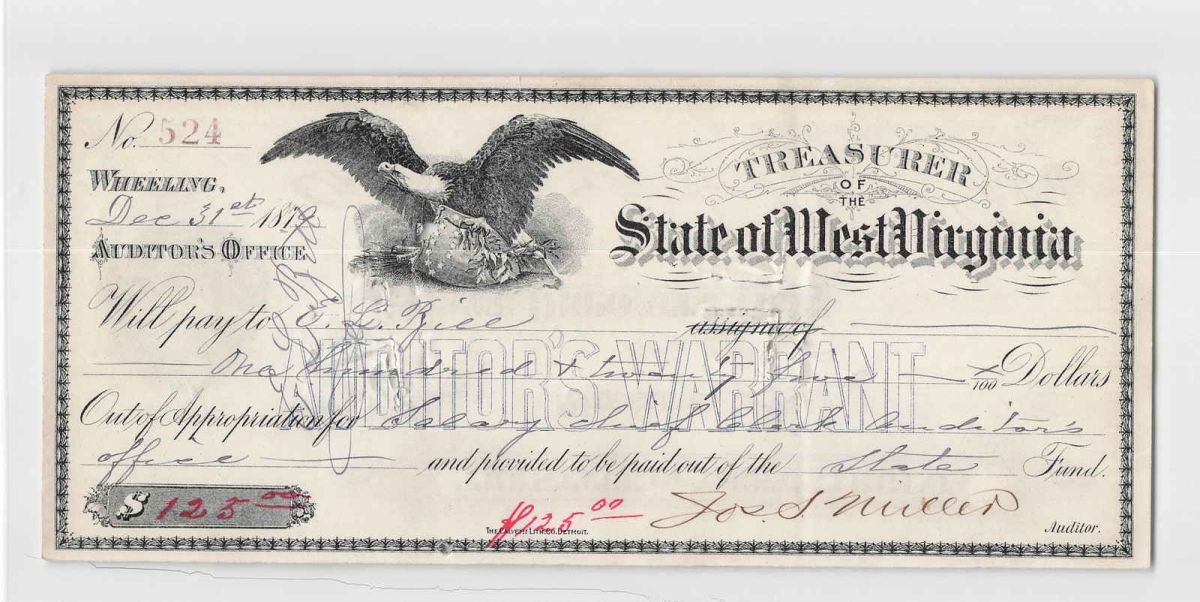 No. 524
WHEELING,
Dec 31st 187
AUDITOR'S OFFICE
TREASURER
OF
THE
State of West Virginia
Will pay to L. assignee of
AUDITOR'S WARRANT
One hundred & twenty five /100 Dollars
Out of Appropriation for Salary chief Clerk Auditor's
office and provided to be paid out of the State Fund.
$ 125 00
$125 00
Jos. S Miller
THE CALVERT LITH. CO. DETROIT.
Auditor.